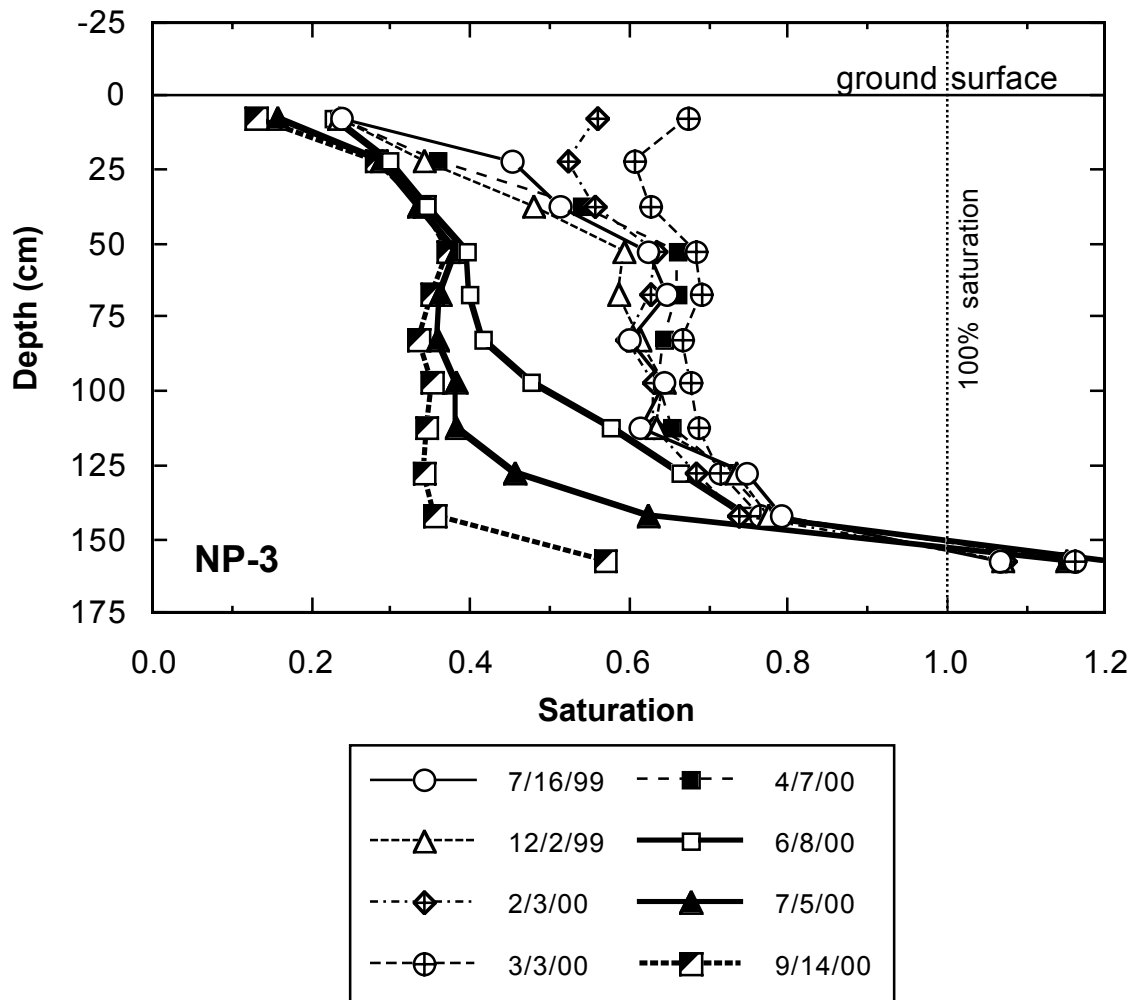 -25
0
25
50
75
100
125
150
175
Depth (cm)
ground surface
100% saturation
NP-3
0.0 0.2 0.4 0.6 0.8 1.0 1.2
Saturation
7/16/99 4/7/00
12/2/99 6/8/00
2/3/00 7/5/00
3/3/00 9/14/00